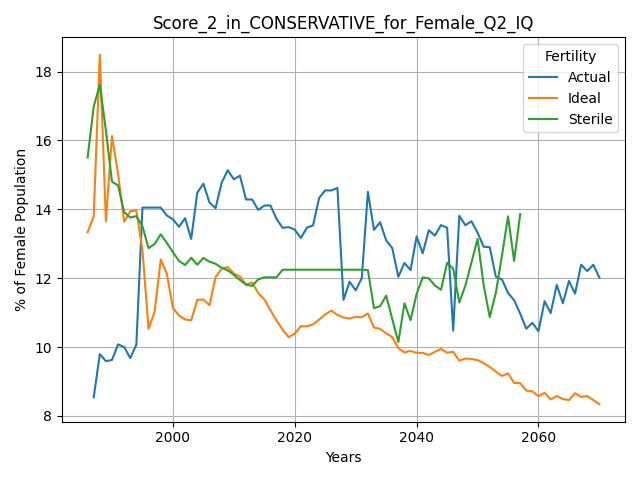 Score_2_in_CONSERVATIVE_for_Female_Q2_IQ
Fertility
Actual
Ideal
Sterile
% of Female Population
18
16
14
12
10
8
2000
2020
2040
2060
Years